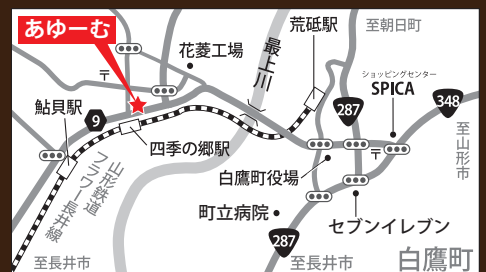 あゆーむ
花菱工場
最上川
荒砥駅
至朝日町
ショッピングセンター
SPICA
348
287
〒
鮎貝駅
9
四季の郷駅
山形鉄道
フラワー長井線
白鷹町役場
〒
至山形市
町立病院
セブンイレブン
287
至長井市
至長井市
白鷹町